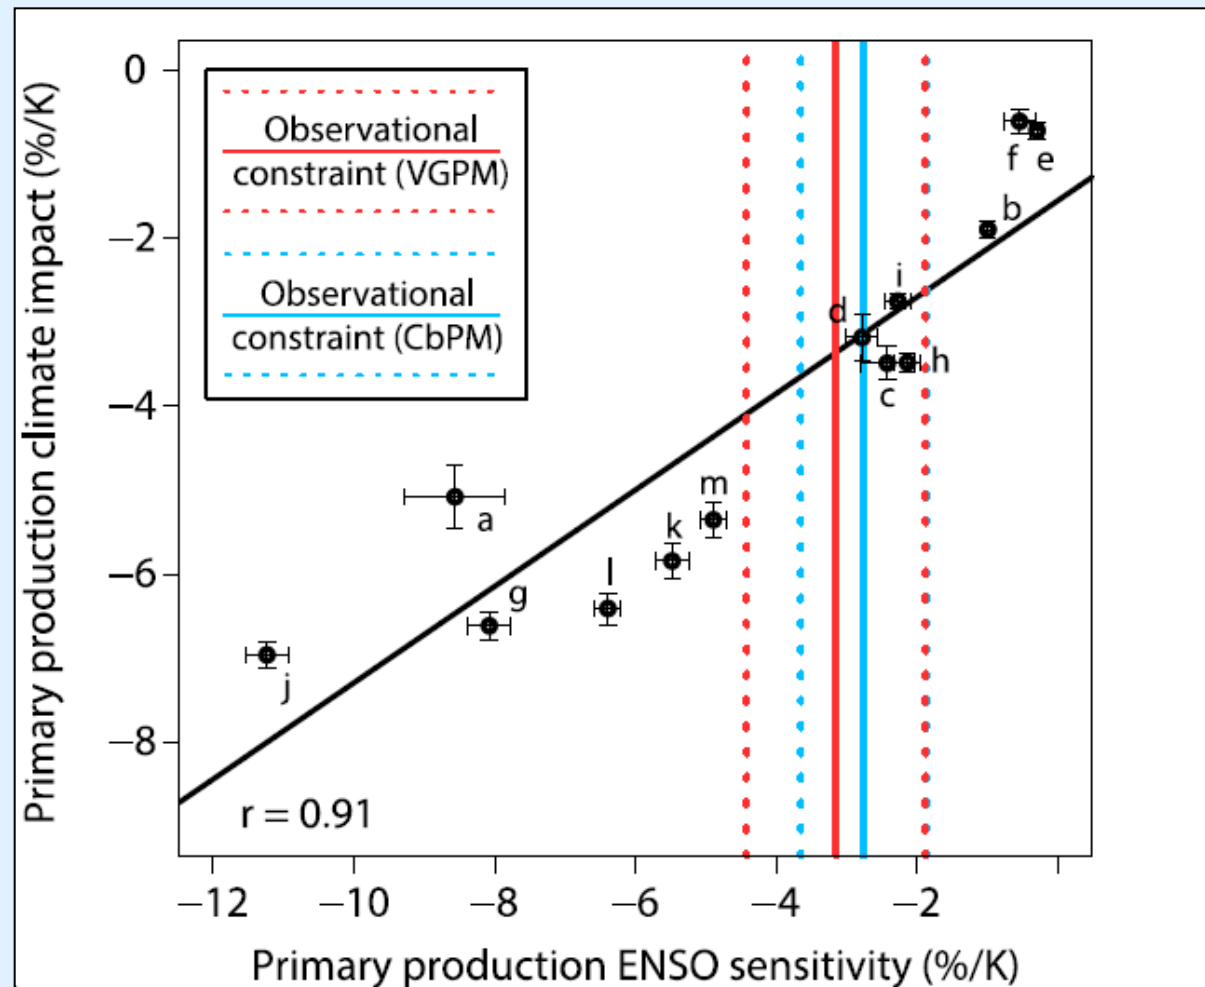 Primary production climate impact (%/K)
0
−2
−4
−6
−8
Observational
constraint (VGPM)
Observational
constraint (CbPM)
f e
b
i
d
h
c
m
k
a
l
g
j
r = 0.91
−12 −10 −8 −6 −4 −2
Primary production ENSO sensitivity (%/K)